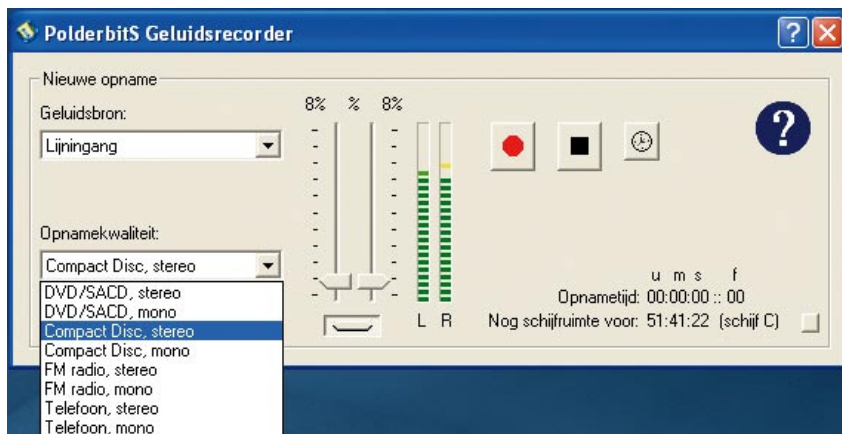 PolderbitS Geluidsrecorder
Nieuwe opname
Geluidsbron:
Lijningang
8% % 8%
Opnamekwaliteit:
Compact Disc, stereo
DVD/SACD, stereo
DVD/SACD, mono
Compact Disc, stereo
Compact Disc, mono
FM radio, stereo
FM radio, mono
Telefoon, stereo
Telefoon, mono
L R
?
u m s f
Opnametijd: 00:00:00 :: 00
Nog schijfruimte voor: 51:41:22 (schijf C)